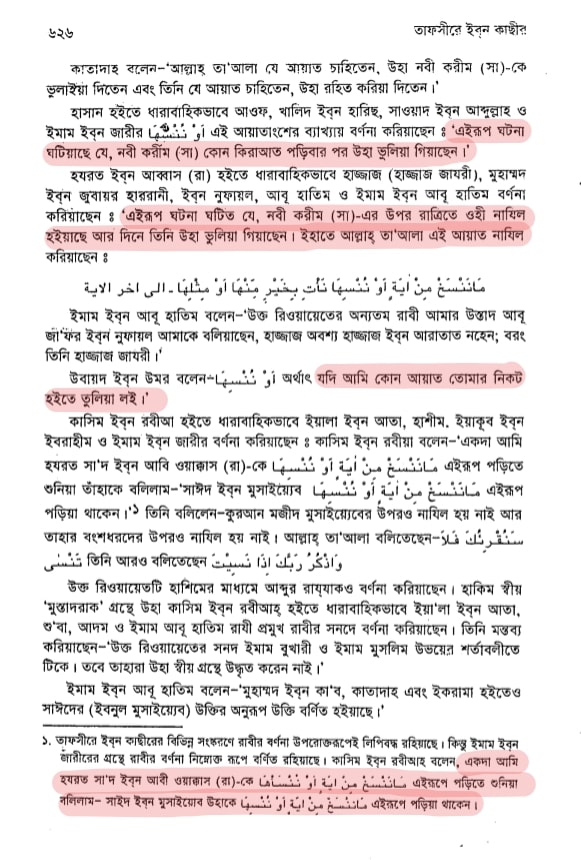 ৬২৬ তাফসীরে ইব্‌ন কাছীর
কাতাদাহ বলেন–‘আল্লাহ্ তা'আলা যে আয়াত চাহিতেন, উহা নবী করীম (সা)-কে
ভুলাইয়া দিতেন এবং তিনি যে আয়াত চাহিতেন, উহা রহিত করিয়া দিতেন।’
হাসান হইতে ধারাবাহিকভাবে আওফ, খালিদ ইব্‌ন হারিছ, সাওয়াদ ইব্‌ন আব্দুল্লাহ ও
ইমাম ইব্‌ন জারীর أَوْ نُنْسِهَا এই আয়াতাংশের ব্যাখ্যায় বর্ণনা করিয়াছেন ঃ ‘এইরূপ ঘটনা
ঘটিয়াছে যে, নবী করীম (সা) কোন কিরাআত পড়িবার পর উহা ভুলিয়া গিয়াছেন।’
হযরত ইব্‌ন আব্বাস (রা) হইতে ধারাবাহিকভাবে হাজ্জাজ (হাজ্জাজ জাযরী), মুহাম্মদ
ইব্‌ন জুবায়র হাররানী, ইব্‌ন নুফায়ল, আবূ হাতিম ও ইমাম ইব্‌ন আবূ হাতিম বর্ণনা
করিয়াছেন ঃ ‘এইরূপ ঘটনা ঘটিত যে, নবী করীম (সা)-এর উপর রাত্রিতে ওহী নাযিল
হইয়াছে আর দিনে তিনি উহা ভুলিয়া গিয়াছেন। ইহাতে আল্লাহ্ তা'আলা এই আয়াত নাযিল
করিয়াছেন ঃ
مَانَنْسَخْ مِنْ اٰيَةٍ أَوْ نُنْسِهَا نَأْتِ بِخَيْرٍ مِّنْهَا أَوْ مِثْلِهَا ـ الى اخر الاية
ইমাম ইব্‌ন আবূ হাতিম বলেন–‘উক্ত রিওয়ায়েতের অন্যতম রাবী আমার উস্তাদ আবূ
জা'ফর ইব্‌ন নুফায়ল আমাকে বলিয়াছেন, হাজ্জাজ অবশ্য হাজ্জাজ ইব্‌ন আরাতাত নহেন; বরং
তিনি হাজ্জাজ জাযরী।’
উবায়দ ইব্‌ন উমর বলেন–أَوْ نُنْسِهَا অর্থাৎ যদি আমি কোন আয়াত তোমার নিকট
হইতে তুলিয়া লই।’
কাসিম ইব্‌ন রবীআ হইতে ধারাবাহিকভাবে ইয়ালা ইব্‌ন আতা, হাশীম. ইয়াকূব ইব্‌ন
ইবরাহীম ও ইমাম ইব্‌ন জারীর বর্ণনা করিয়াছেন ঃ কাসিম ইব্‌ন রবীয়া বলেন–‘একদা আমি
হযরত সা'দ ইব্‌ন আবি ওয়াক্কাস (রা)-কে مَانَنْسَخْ مِنْ اٰيَةٍ أَوْ نُنْسِهَا এইরূপ পড়িতে
শুনিয়া তাঁহাকে বলিলাম–‘সাঈদ ইব্‌ন মুসাইয়্যেব مَانَنْسَخْ مِنْ اٰيَةٍ أَوْ نُنْسِهَا এইরূপ
পড়িয়া থাকেন।’১ তিনি বলিলেন–কুরআন মজীদ মুসাইয়্যেবের উপরও নাযিল হয় নাই আর
তাহার বংশধরদের উপরও নাযিল হয় নাই। আল্লাহ্ তা'আলা বলিতেছেন–سَنُقْرِئُكَ فَلاَ
تَنْسٰى তিনি আরও বলিতেছেন وَاذْكُرْ رَبَّكَ اِذَا نَسِيْتَ
উক্ত রিওয়ায়েতটি হাশিমের মাধ্যমে আব্দুর রায্‌যাকও বর্ণনা করিয়াছেন। হাকিম স্বীয়
‘মুস্তাদরাক’ গ্রন্থে উহা কাসিম ইব্‌ন রবীআহ্ হইতে ধারাবাহিকভাবে ইয়া'লা ইব্‌ন আতা,
শু'বা, আদম ও ইমাম আবূ হাতিম রাযী প্রমুখ রাবীর সনদে বর্ণনা করিয়াছেন। তিনি মন্তব্য
করিয়াছেন–‘উক্ত রিওয়ায়েতের সনদ ইমাম বুখারী ও ইমাম মুসলিম উভয়ের শর্তাবলীতে
টিকে। তবে তাহারা উহা স্বীয় গ্রন্থে উদ্ধৃত করেন নাই।’
ইমাম ইব্‌ন আবূ হাতিম বলেন–‘মুহাম্মদ ইব্‌ন কা'ব, কাতাদাহ এবং ইকরামা হইতেও
সাঈদের (ইবনুল মুসাইয়্যেব) উক্তির অনুরূপ উক্তি বর্ণিত হইয়াছে।’
১. তাফসীরে ইব্‌ন কাছীরের বিভিন্ন সংস্করণে রাবীর বর্ণনা উপরোক্তরূপেই লিপিবদ্ধ রহিয়াছে। কিন্তু ইমাম ইব্‌ন
জারীরের গ্রন্থে রাবীর বর্ণনা নিম্নোক্ত রূপে বর্ণিত রহিয়াছে। কাসিম ইব্‌ন রবীআহ বলেন, একদা আমি
হযরত সা'দ ইব্‌ন আবী ওয়াক্কাস (রা)-কে مَانَنْسَخْ مِنْ اٰيَةٍ أَوْ نُنْسَأهَا এইরূপে পড়িতে শুনিয়া
বলিলাম– সাইদ ইব্‌ন মুসাইয়্যেব উহাকে مَانَنْسَخْ مِنْ اٰيَةٍ أَوْ نُنْسِهَا এইরূপে পড়িয়া থাকেন।